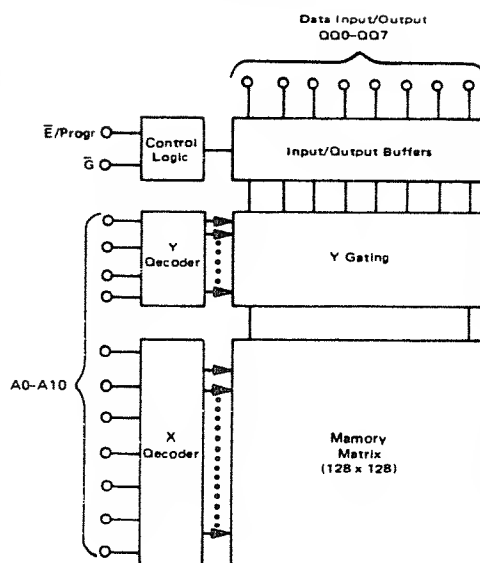 Data Input/Output
QQ0-QQ7
E̅/Progr
G̅
Control
Logic
Input/Output Buffers
Y
Qecoder
Y Gating
A0-A10
X
Qecoder
Mamory
Matrix
(128 x 128)